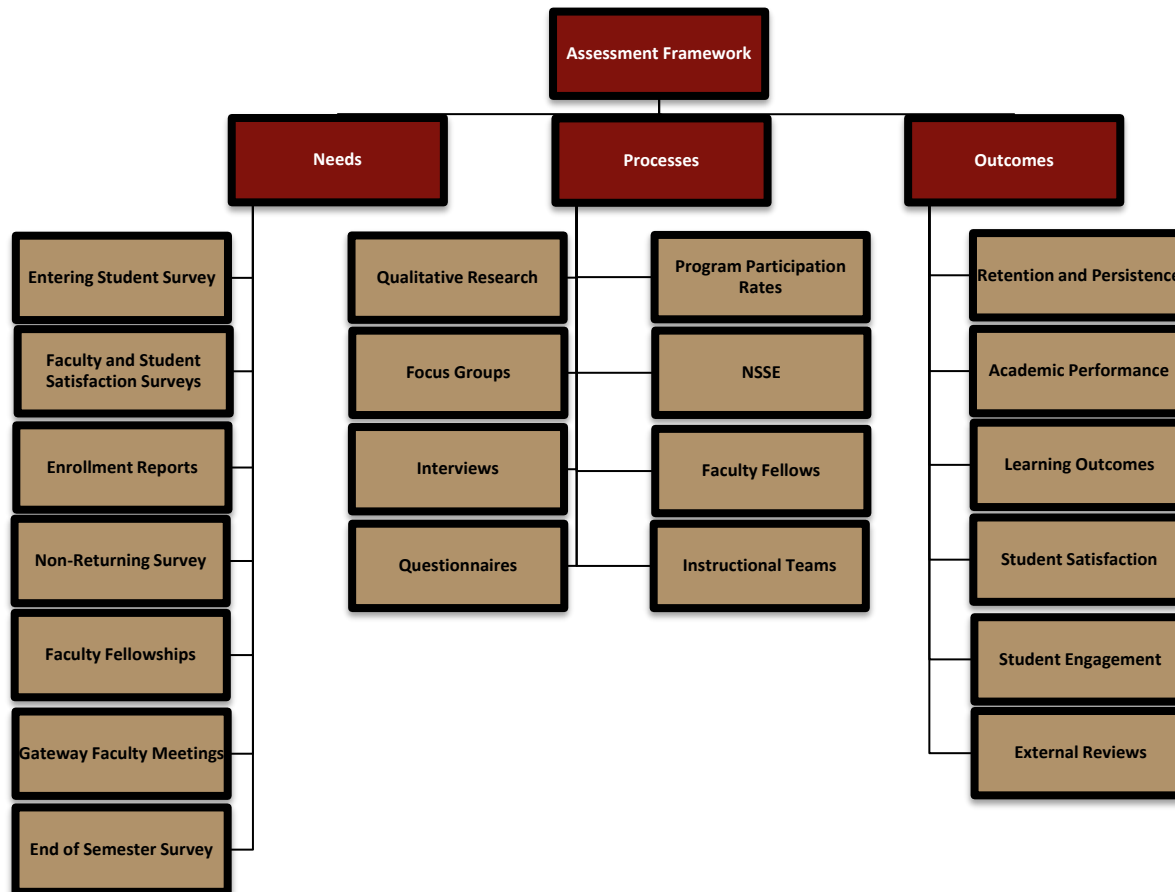 Assessment Framework
Needs
Processes
Outcomes
Entering Student Survey
Faculty and Student
Satisfaction Surveys
Enrollment Reports
Non-Returning Survey
Faculty Fellowships
Gateway Faculty Meetings
End of Semester Survey
Qualitative Research
Focus Groups
Interviews
Questionnaires
Program Participation
Rates
NSSE
Faculty Fellows
Instructional Teams
Retention and Persistence
Academic Performance
Learning Outcomes
Student Satisfaction
Student Engagement
External Reviews